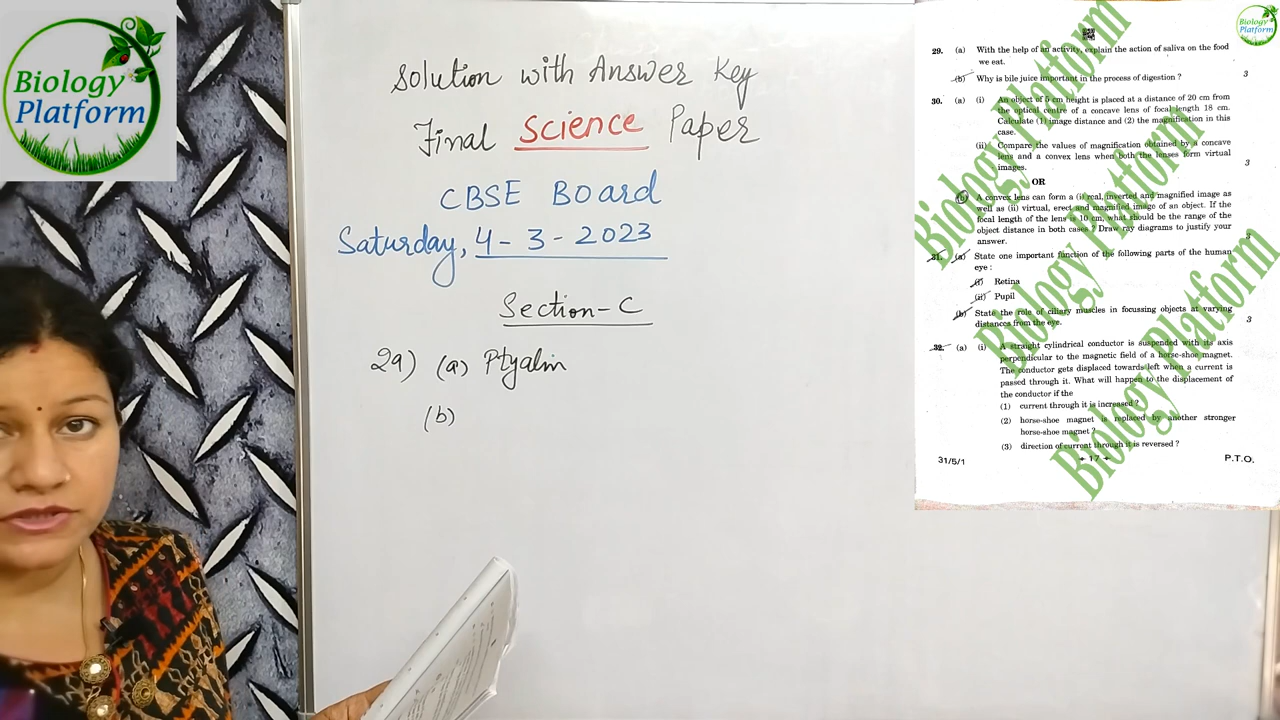 Biology
Platform
Solution with Answer Key
Final Science Paper
CBSE Board
Saturday, 4-3-2023
Section-C
29) (a) Ptyalin
(b)
Biology
Platform
29. (a) With the help of an activity, explain the action of saliva on the food
we eat.
(b) Why is bile juice important in the process of digestion ? 3
30. (a) (i) An object of 5 cm height is placed at a distance of 20 cm from
the optical centre of a concave lens of focal length 18 cm.
Calculate (1) image distance and (2) the magnification in this
case.
(ii) Compare the values of magnification obtained by a concave
lens and a convex lens when both the lenses form virtual
images. 3
OR
(b) A convex lens can form a (i) real, inverted and magnified image as
well as (ii) virtual, erect and magnified image of an object. If the
focal length of the lens is 10 cm, what should be the range of the
object distance in both cases ? Draw ray diagrams to justify your
answer. 3
31. (a) State one important function of the following parts of the human
eye :
(i) Retina
(ii) Pupil
(b) State the role of ciliary muscles in focussing objects at varying
distances from the eye. 3
32. (a) (i) A straight cylindrical conductor is suspended with its axis
perpendicular to the magnetic field of a horse-shoe magnet.
The conductor gets displaced towards left when a current is
passed through it. What will happen to the displacement of
the conductor if the
(1) current through it is increased ?
(2) horse-shoe magnet is replaced by another stronger
horse-shoe magnet ?
(3) direction of current through it is reversed ?
31/5/1 17 P.T.O.
Biology Platform
Biology Platform
Biology Platform
Biology Platform